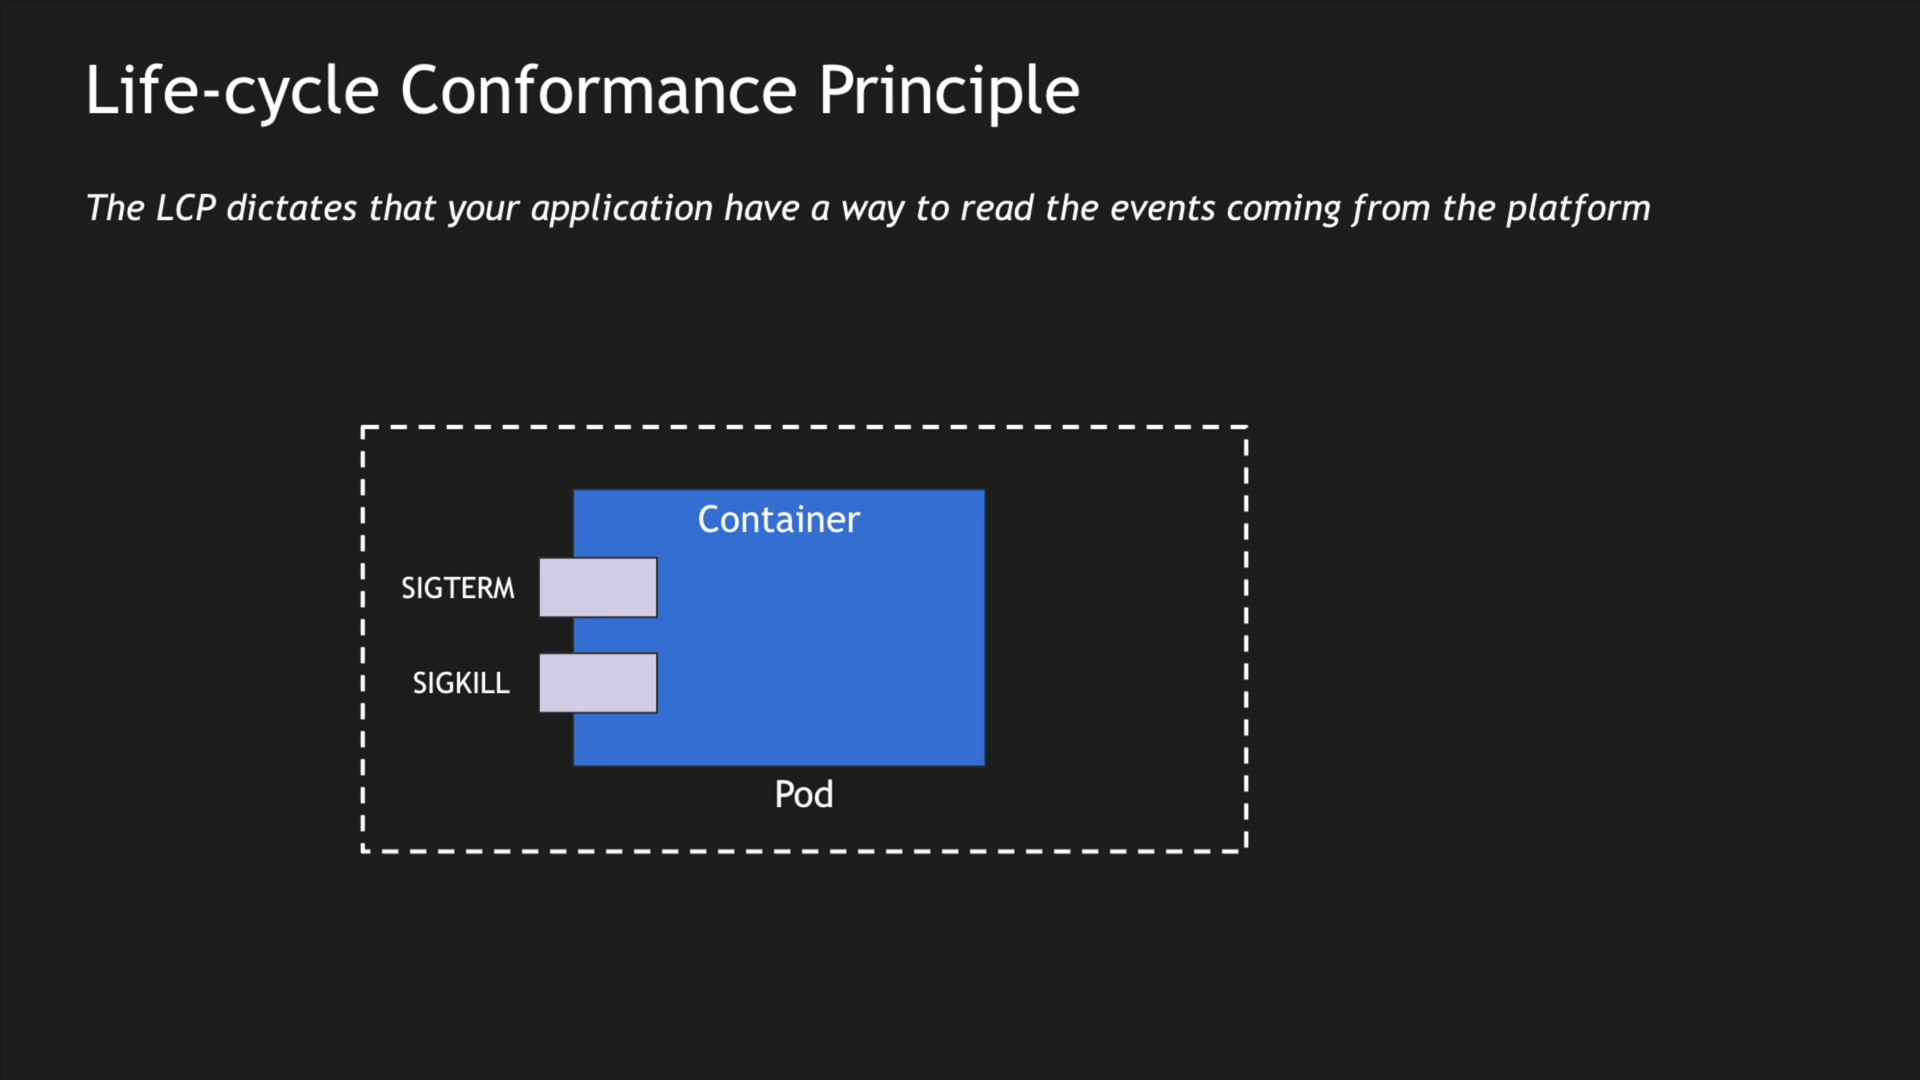 Life-cycle Conformance Principle
The LCP dictates that your application have a way to read the events coming from the platform
Container
SIGTERM
SIGKILL
Pod